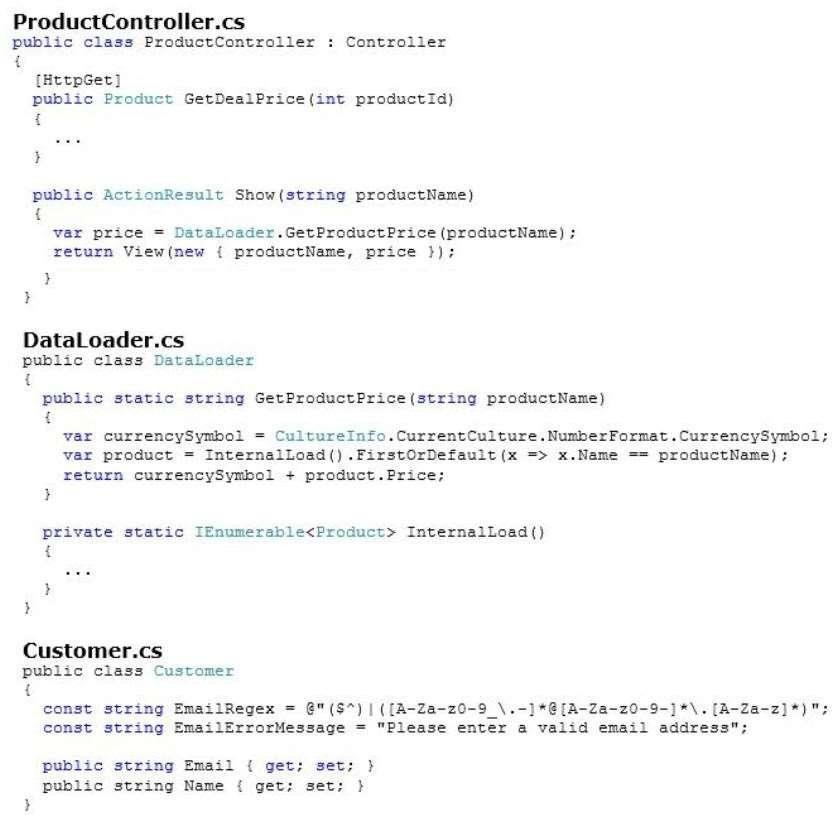 ProductController.cs
public class ProductController : Controller
{
[HttpGet]
public Product GetDealPrice(int productId)
{
...
}
public ActionResult Show(string productName)
{
var price = DataLoader.GetProductPrice(productName);
return View(new { productName, price });
}
}
DataLoader.cs
public class DataLoader
{
public static string GetProductPrice(string productName)
{
var currencySymbol = CultureInfo.CurrentCulture.NumberFormat.CurrencySymbol;
var product = InternalLoad().FirstOrDefault(x => x.Name == productName);
return currencySymbol + product.Price;
}
private static IEnumerable<Product> InternalLoad()
{
...
}
}
Customer.cs
public class Customer
{
const string EmailRegex = @"($^)|([A-Za-z0-9_\.-]*@[A-Za-z0-9-]*\.[A-Za-z]*)";
const string EmailErrorMessage = "Please enter a valid email address";
public string Email { get; set; }
public string Name { get; set; }
}